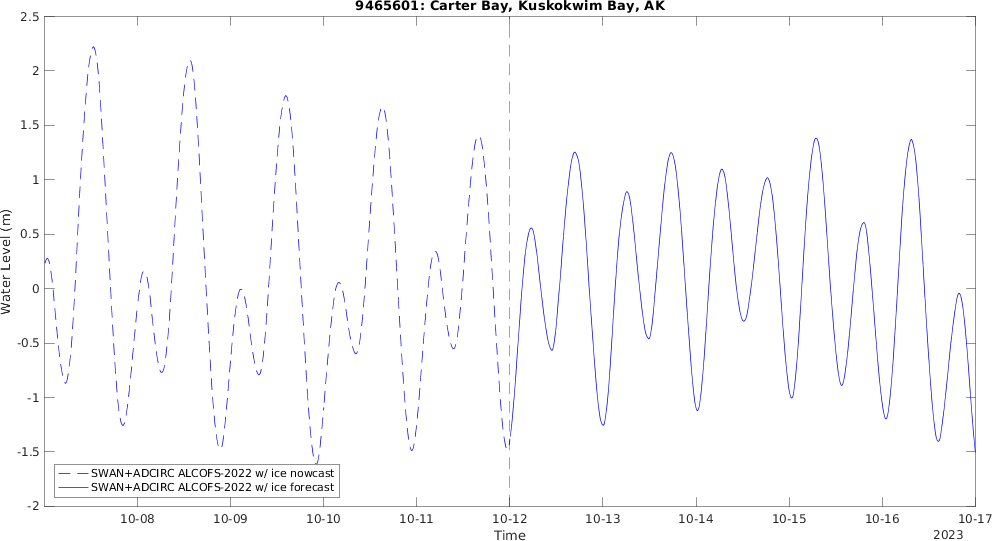 9465601: Carter Bay, Kuskokwim Bay, AK
2.5
2
1.5
1
0.5
0
-0.5
-1
-1.5
-2
Water Level (m)
SWAN+ADCIRC ALCOFS-2022 w/ ice nowcast
SWAN+ADCIRC ALCOFS-2022 w/ ice forecast
10-08 10-09 10-10 10-11 10-12 10-13 10-14 10-15 10-16 10-17
Time
2023